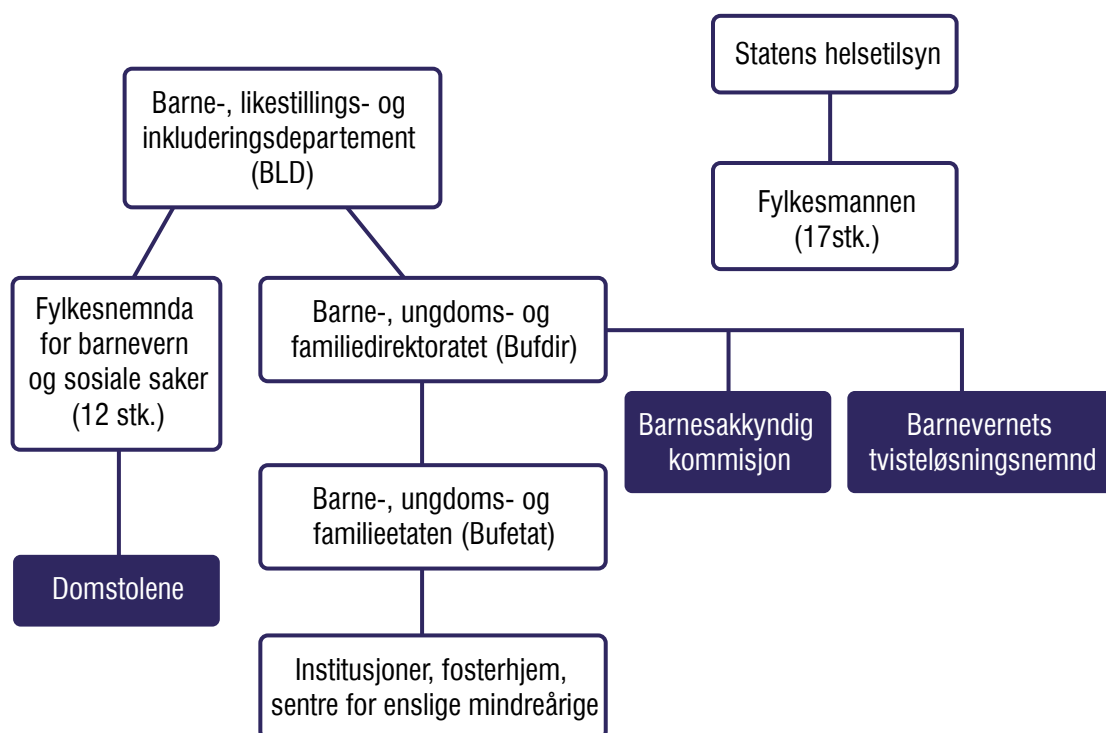 Statens helsetilsyn
Barne-, likestillings- og
inkluderingsdepartement
(BLD)
Fylkesmannen
(17stk.)
Fylkesnemnda
for barnevern
og sosiale saker
(12 stk.)
Barne-, ungdoms- og
familiedirektoratet (Bufdir)
Barnesakkyndig
kommisjon
Barnevernets
tvisteløsningsnemnd
Barne-, ungdoms- og
familieetaten (Bufetat)
Domstolene
Institusjoner, fosterhjem,
sentre for enslige mindreårige